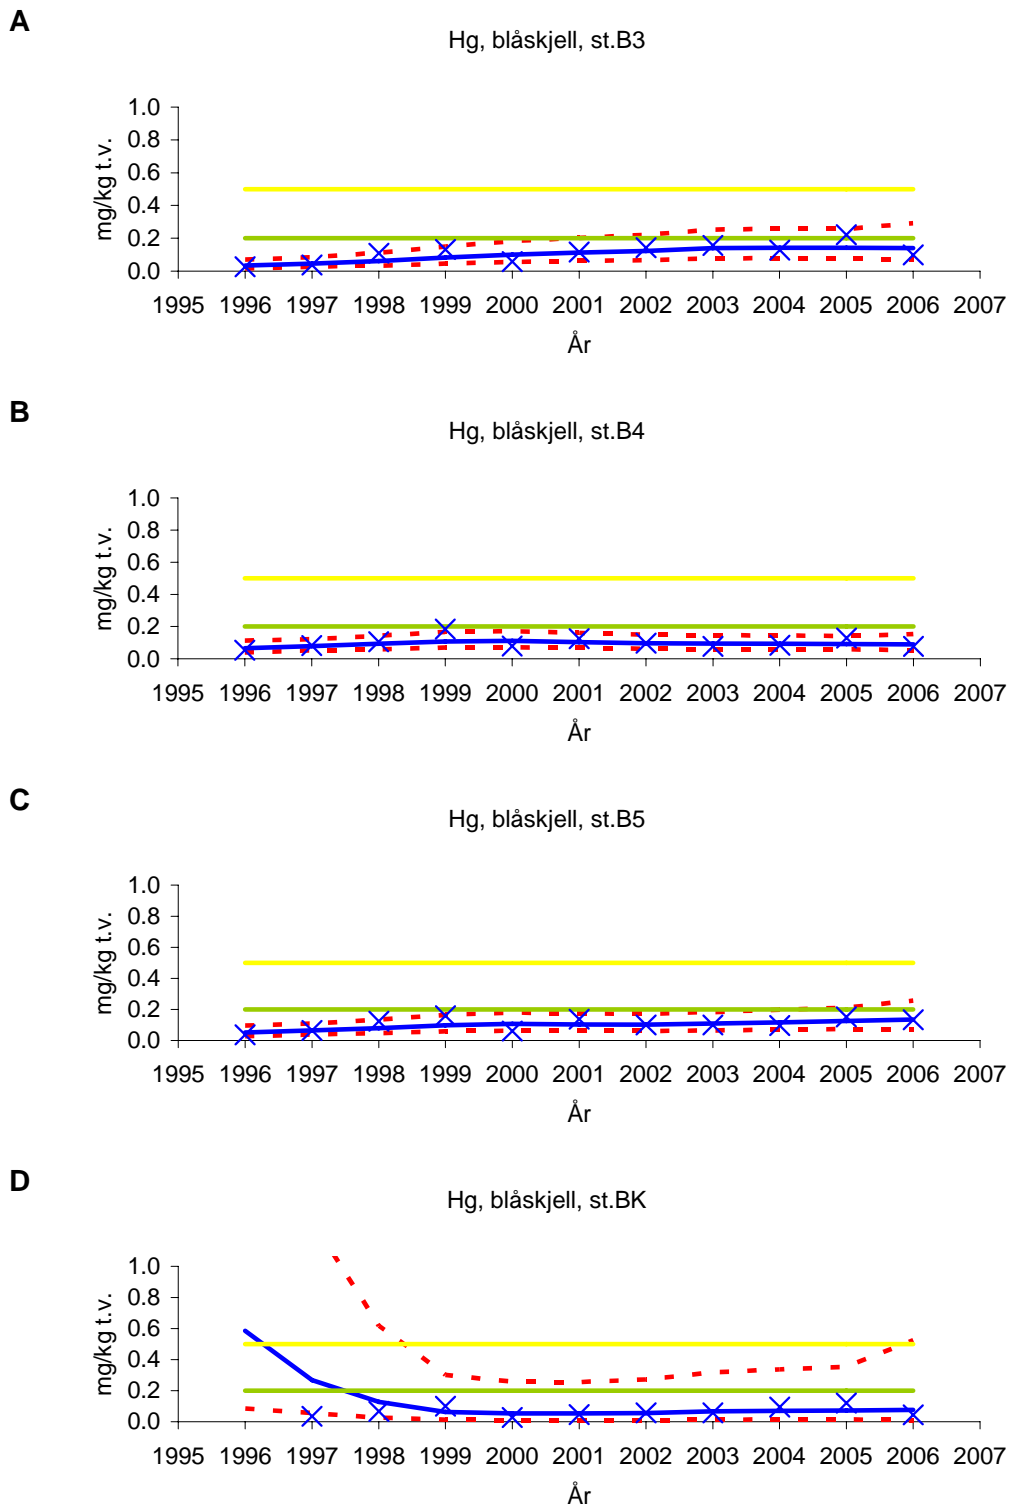 A
Hg, blåskjell, st.B3
mg/kg t.v.
1.0
0.8
0.6
0.4
0.2
0.0
1995 1996 1997 1998 1999 2000 2001 2002 2003 2004 2005 2006 2007
År
B
Hg, blåskjell, st.B4
mg/kg t.v.
1.0
0.8
0.6
0.4
0.2
0.0
1995 1996 1997 1998 1999 2000 2001 2002 2003 2004 2005 2006 2007
År
C
Hg, blåskjell, st.B5
mg/kg t.v.
1.0
0.8
0.6
0.4
0.2
0.0
1995 1996 1997 1998 1999 2000 2001 2002 2003 2004 2005 2006 2007
År
D
Hg, blåskjell, st.BK
mg/kg t.v.
1.0
0.8
0.6
0.4
0.2
0.0
1995 1996 1997 1998 1999 2000 2001 2002 2003 2004 2005 2006 2007
År